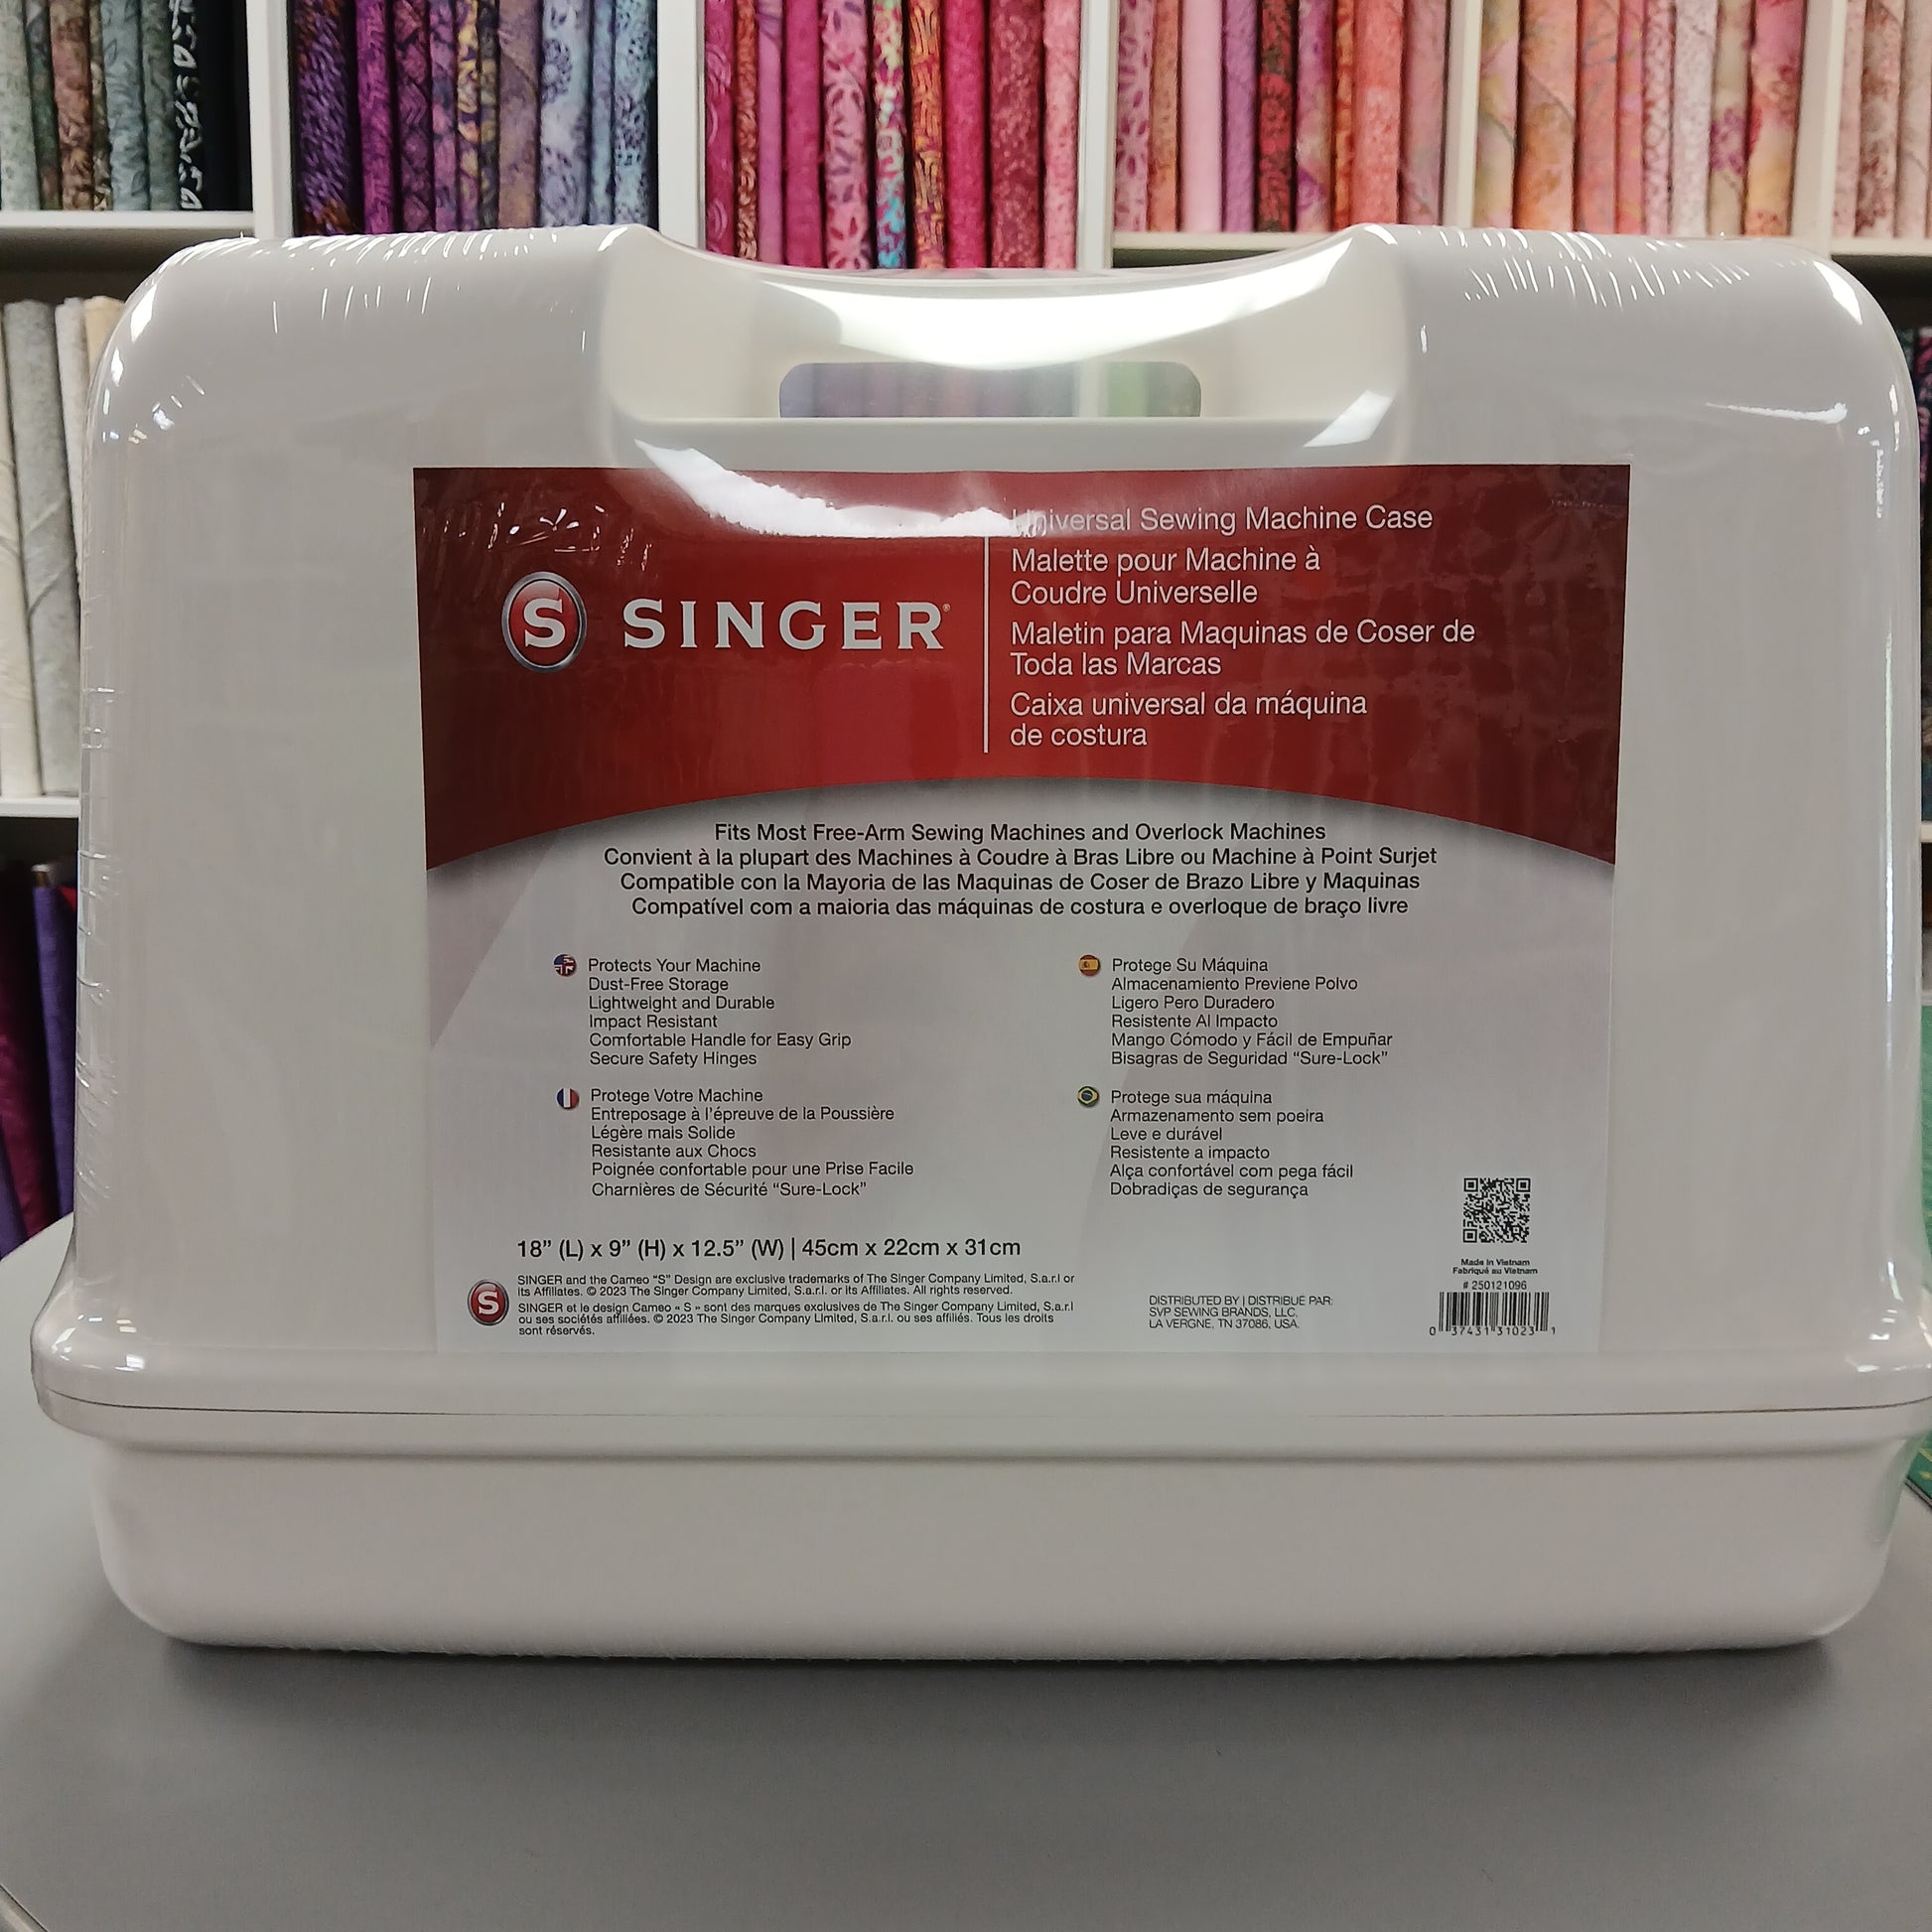 Universal Sewing Machine Case
Malette pour Machine à
Coudre Universelle
S SINGER®
Maletin para Maquinas de Coser de
Toda las Marcas
Caixa universal da máquina
de costura
Fits Most Free-Arm Sewing Machines and Overlock Machines
Convient à la plupart des Machines à Coudre à Bras Libre ou Machine à Point Surjet
Compatible con la Mayoria de las Maquinas de Coser de Brazo Libre y Maquinas
Compatível com a maioria das máquinas de costura e overloque de braço livre
Protects Your Machine
Dust-Free Storage
Lightweight and Durable
Impact Resistant
Comfortable Handle for Easy Grip
Secure Safety Hinges
Protege Su Máquina
Almacenamiento Previene Polvo
Ligero Pero Duradero
Resistente Al Impacto
Mango Cómodo y Fácil de Empuñar
Bisagras de Seguridad “Sure-Lock”
Protege Votre Machine
Entreposage à l’épreuve de la Poussière
Légère mais Solide
Resistante aux Chocs
Poignée confortable pour une Prise Facile
Charnières de Sécurité “Sure-Lock”
Protege sua máquina
Armazenamento sem poeira
Leve e durável
Resistente a impacto
Alça confortável com pega fácil
Dobradiças de segurança
18” (L) x 9” (H) x 12.5” (W) | 45cm x 22cm x 31cm
S
SINGER and the Cameo “S” Design are exclusive trademarks of The Singer Company Limited, S.a.r.l or
its Affiliates. © 2023 The Singer Company Limited, S.a.r.l. or its Affiliates. All rights reserved.
SINGER et le design Cameo « S » sont des marques exclusives de The Singer Company Limited, S.a.r.l
ou ses sociétés affiliées. © 2023 The Singer Company Limited, S.a.r.l. ou ses affiliés. Tous les droits
sont réservés.
DISTRIBUTED BY | DISTRIBUÉ PAR:
SVP SEWING BRANDS, LLC,
LA VERGNE, TN 37086, USA.
Made in Vietnam
Fabriqué au Vietnam
# 250121096
0 37431 31023 1